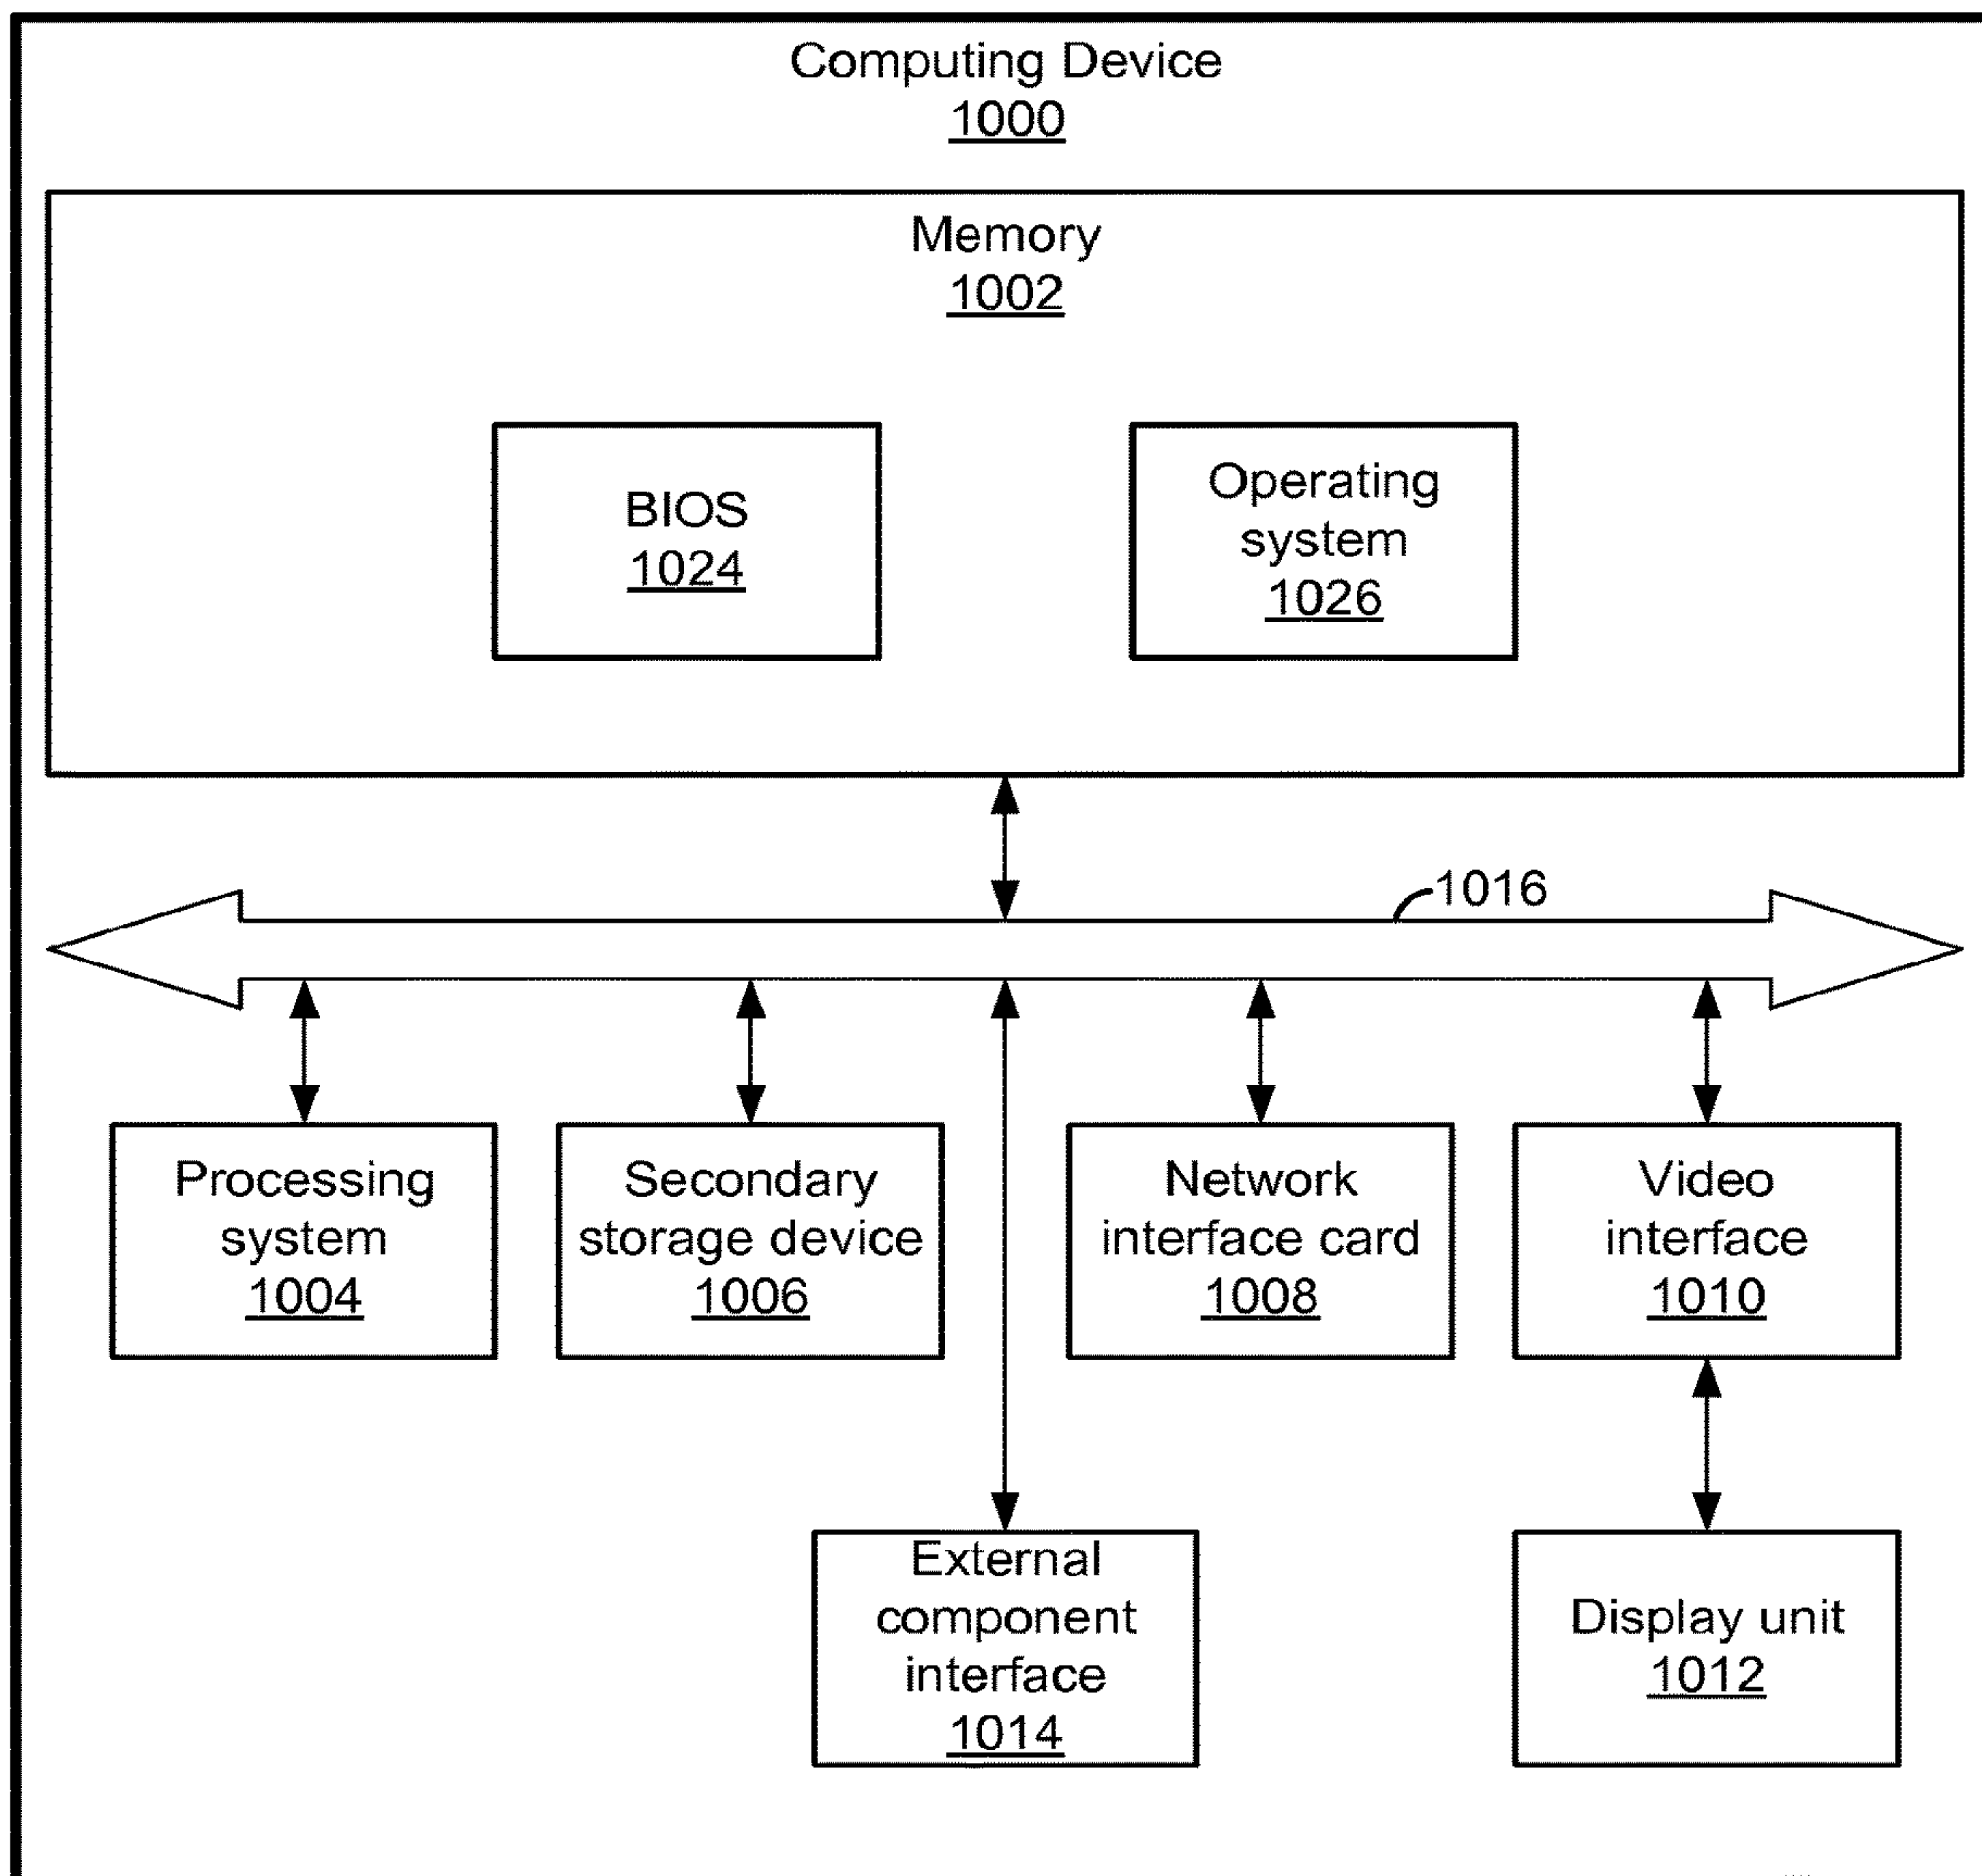 Computing Device
1000
Memory
1002
BIOS
1024
Operating
system
1026
1016
Processing
system
1004
Secondary
storage device
1006
Network
interface card
1008
Video
interface
1010
External
component
interface
1014
Display unit
1012